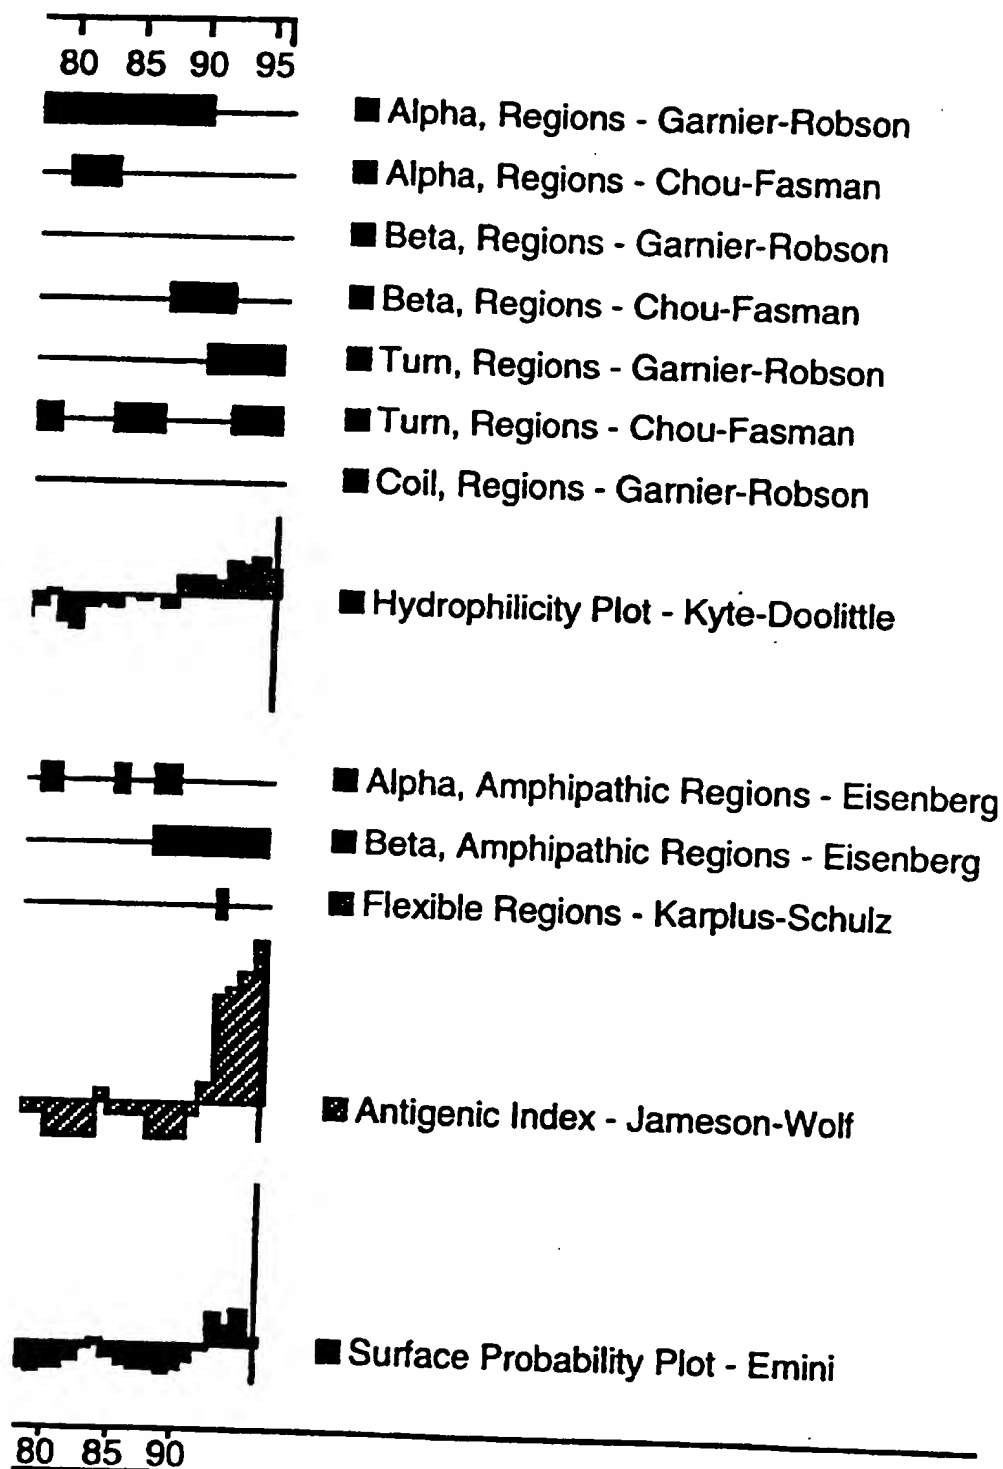 80 85 90 95
Alpha, Regions - Garnier-Robson
Alpha, Regions - Chou-Fasman
Beta, Regions - Garnier-Robson
Beta, Regions - Chou-Fasman
Turn, Regions - Garnier-Robson
Turn, Regions - Chou-Fasman
Coil, Regions - Garnier-Robson
Hydrophilicity Plot - Kyte-Doolittle
Alpha, Amphipathic Regions - Eisenberg
Beta, Amphipathic Regions - Eisenberg
Flexible Regions - Karplus-Schulz
Antigenic Index - Jameson-Wolf
Surface Probability Plot - Emini
80 85 90